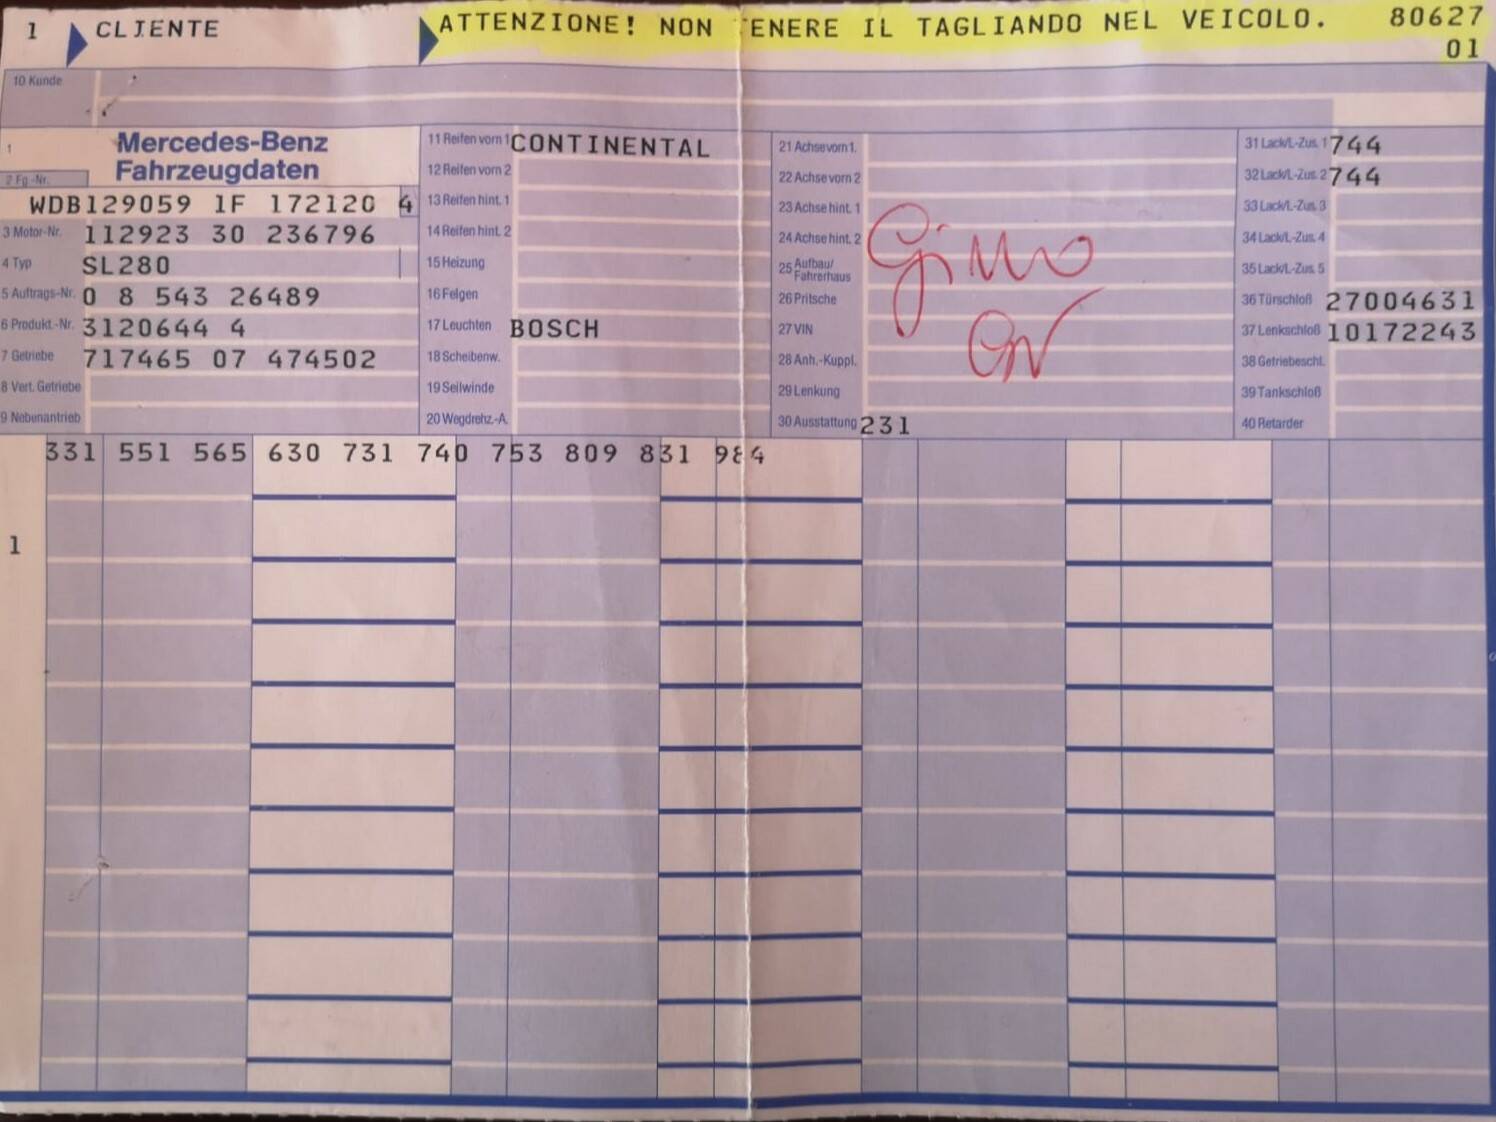 1 CLIENTE ATTENZIONE! NON TENERE IL TAGLIANDO NEL VEICOLO. 80627
01
10 Kunde
1 Mercedes-Benz
Fahrzeugdaten
2 Fg.-Nr.
WDB129059 1F 172120 4
3 Motor-Nr. 112923 30 236796
4 Typ SL280
5 Auftrags-Nr. 0 8 543 26489
6 Produkt.-Nr. 3120644 4
7 Getriebe 717465 07 474502
8 Vert. Getriebe
9 Nebenantrieb
11 Reifen vorn 1 CONTINENTAL
12 Reifen vorn 2
13 Reifen hint. 1
14 Reifen hint. 2
15 Heizung
16 Felgen
17 Leuchten BOSCH
18 Scheibenw.
19 Seilwinde
20 Wegdrehz.-A.
21 Achse vorn 1.
22 Achse vorn 2
23 Achse hint. 1
24 Achse hint. 2
25 Aufbau/
Fahrerhaus
26 Pritsche
27 VIN
28 Anh.-Kuppl.
29 Lenkung
30 Ausstattung 231
31 Lack/L-Zus. 1 744
32 Lack/L-Zus. 2 744
33 Lack/L-Zus. 3
34 Lack/L-Zus. 4
35 Lack/L-Zus. 5
36 Türschloß 27004631
37 Lenkschloß 10172243
38 Getriebeschl.
39 Tankschloß
40 Retarder
331 551 565 630 731 740 753 809 831 984
1